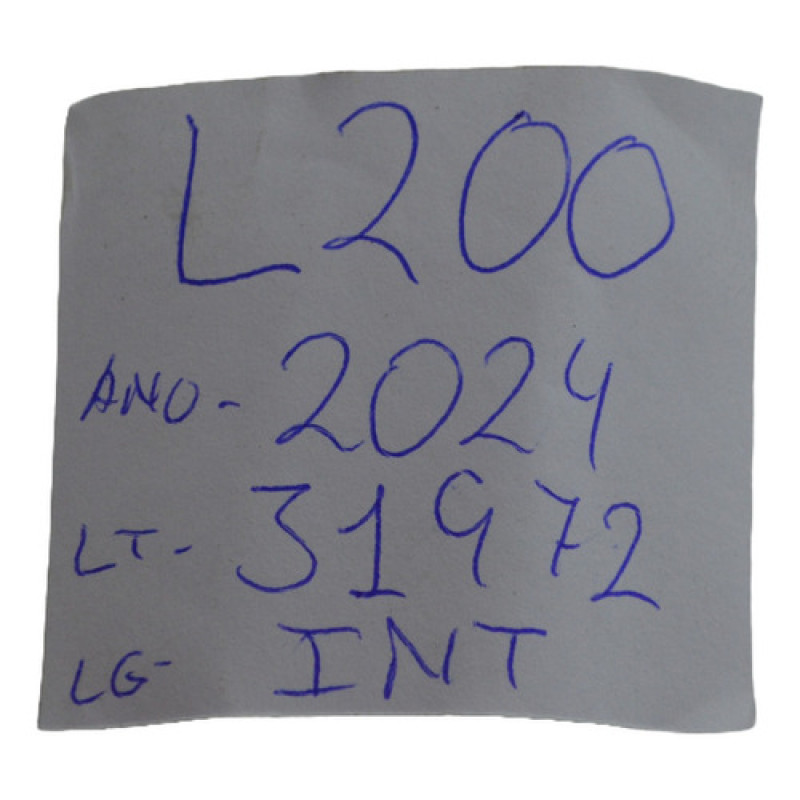 L200
ANO- 2024
LT- 31972
LG- INT